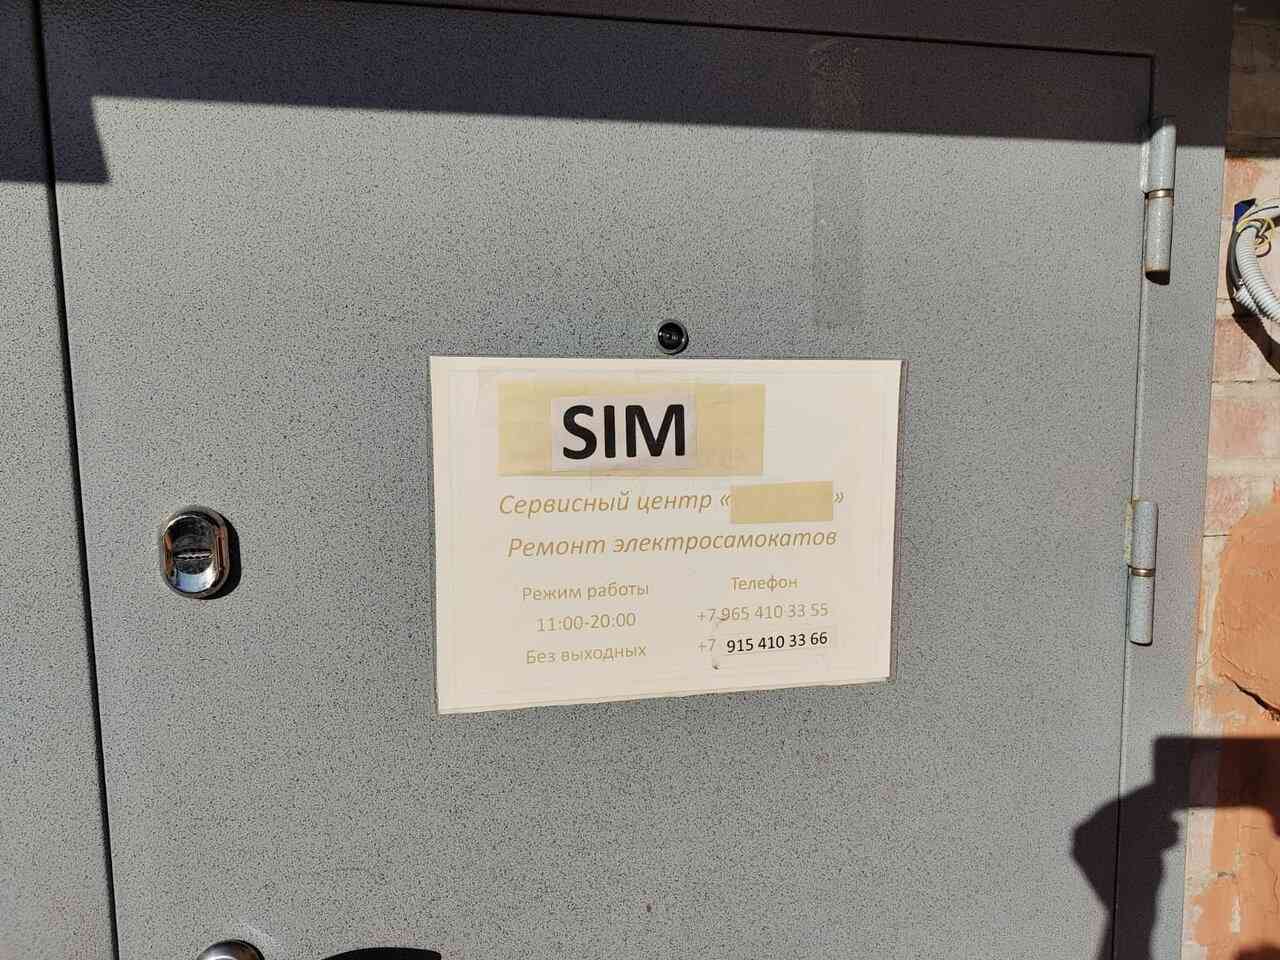 SIM
Сервисный центр « »
Ремонт электросамокатов
Режим работы
11:00-20:00
Без выходных
Телефон
+7 965 410 33 55
+7 915 410 33 66